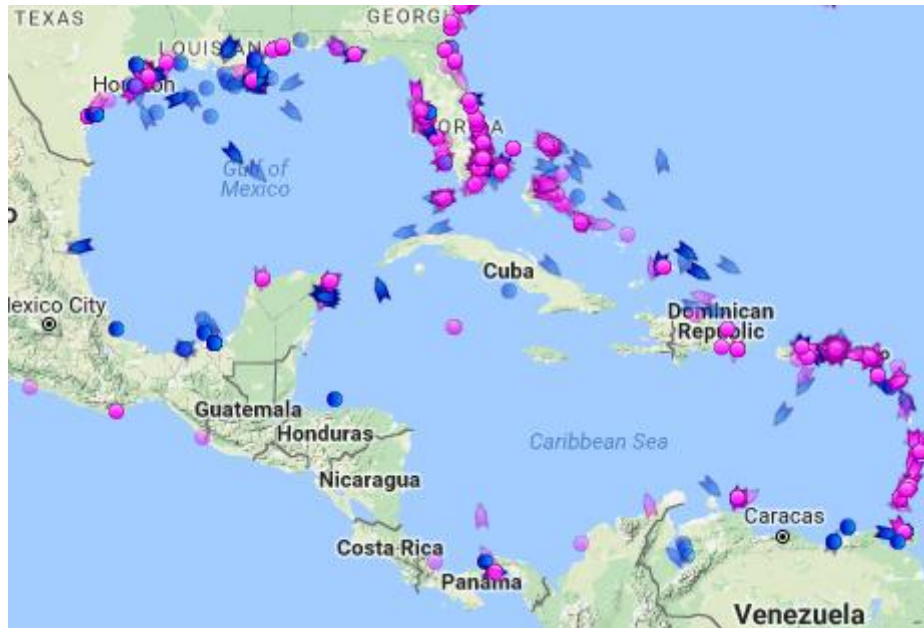 TEXAS
GEORGI
LOUISIANA
Houston
FLORIDA
Gulf of
Mexico
Cuba
Mexico City
Dominican
Republic
Guatemala
Honduras
Caribbean Sea
Nicaragua
Caracas
Costa Rica
Panama
Venezuela